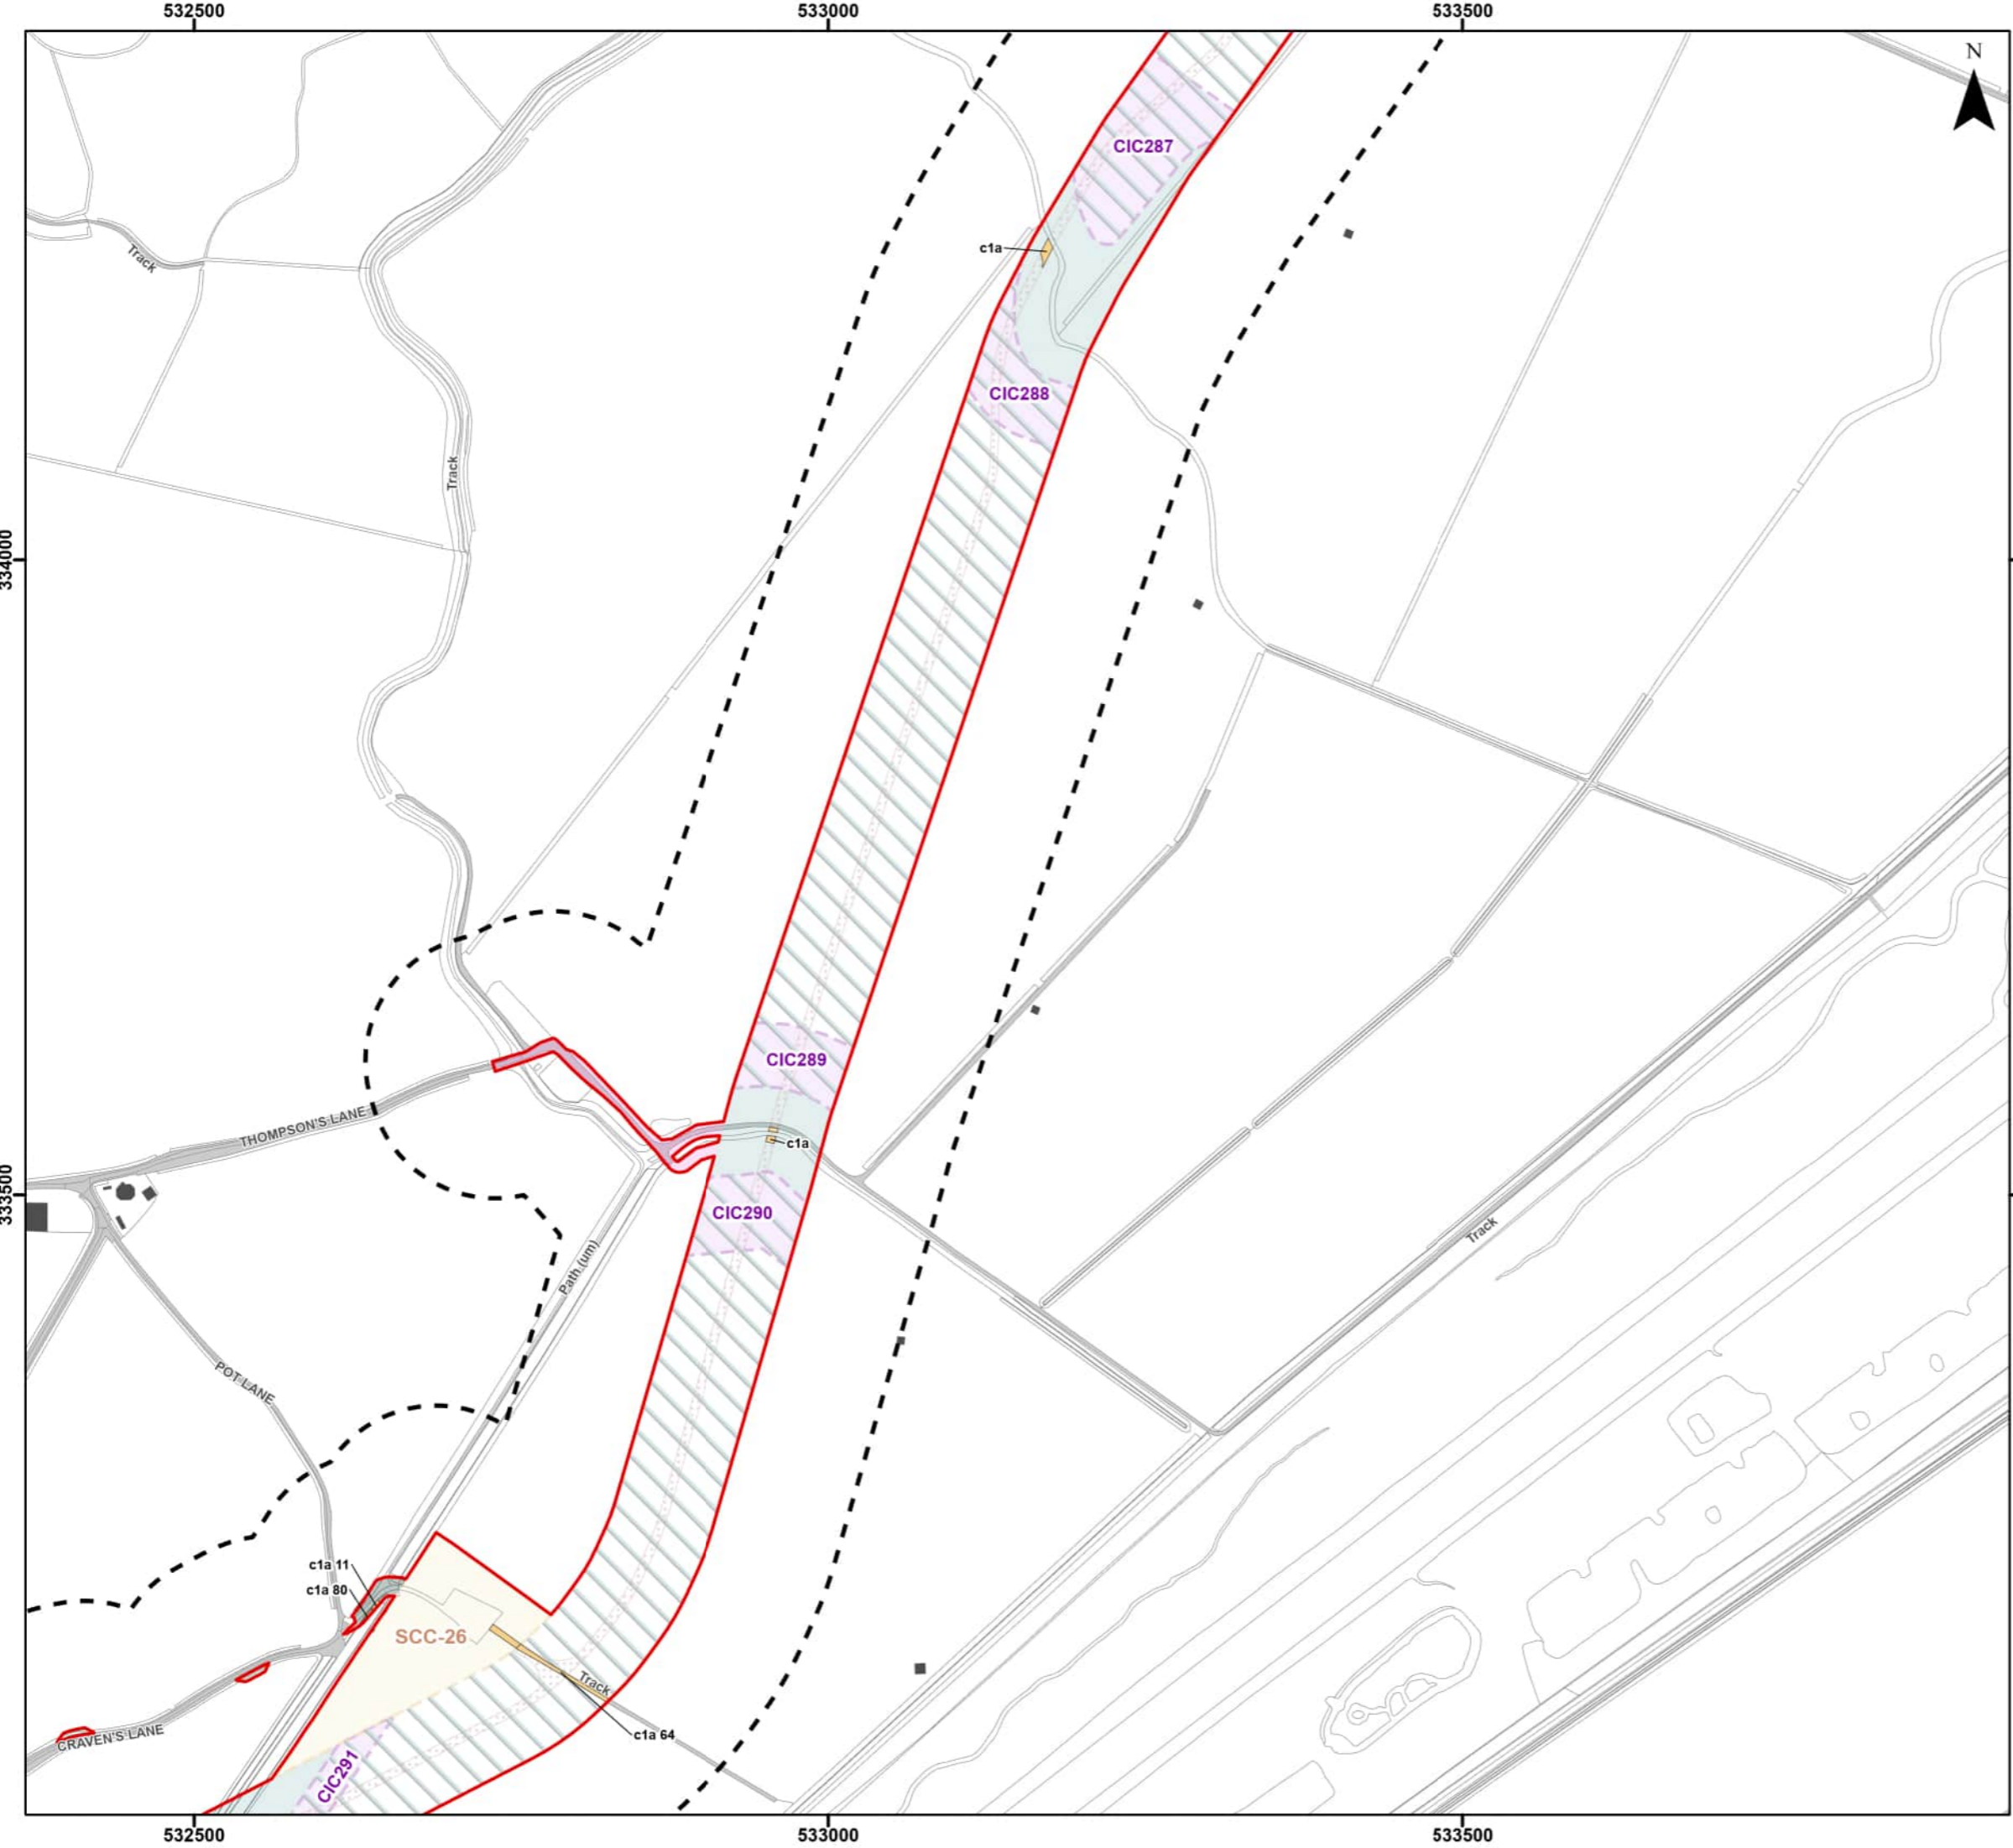 532500
533000
533500
N
CIC287
c1a
Track
CIC288
Track
334000
CIC289
THOMPSON'S LANE
c1a
333500
CIC290
Track
Path (um)
POT LANE
c1a 11
c1a 80
SCC-26
Track
c1a 64
CRAVEN'S LANE
CIC291
532500
533000
533500